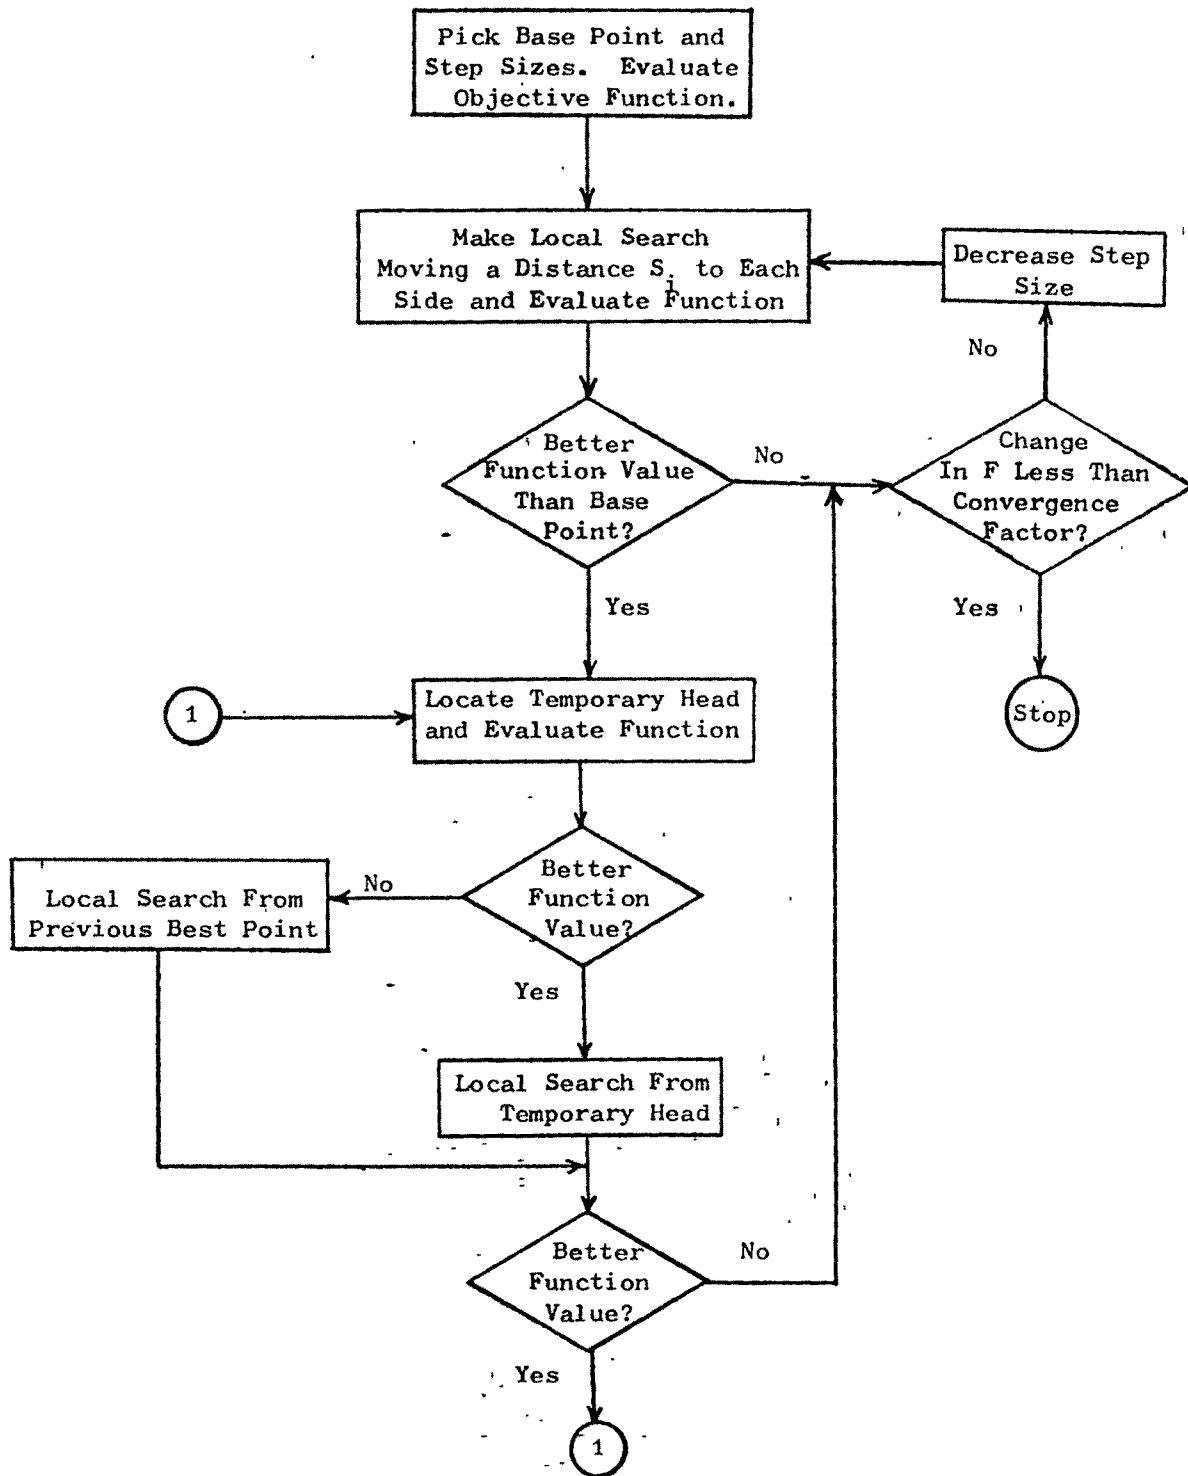 Pick Base Point and
Step Sizes. Evaluate
Objective Function.
Make Local Search
Moving a Distance Si to Each
Side and Evaluate Function
Decrease Step
Size
No
Better
Function Value
Than Base
Point?
No
Change
In F Less Than
Convergence
Factor?
Yes
Yes
Stop
1
Locate Temporary Head
and Evaluate Function
Better
Function
Value?
No
Local Search From
Previous Best Point
Yes
Local Search From
Temporary Head
Better
Function
Value?
No
Yes
1